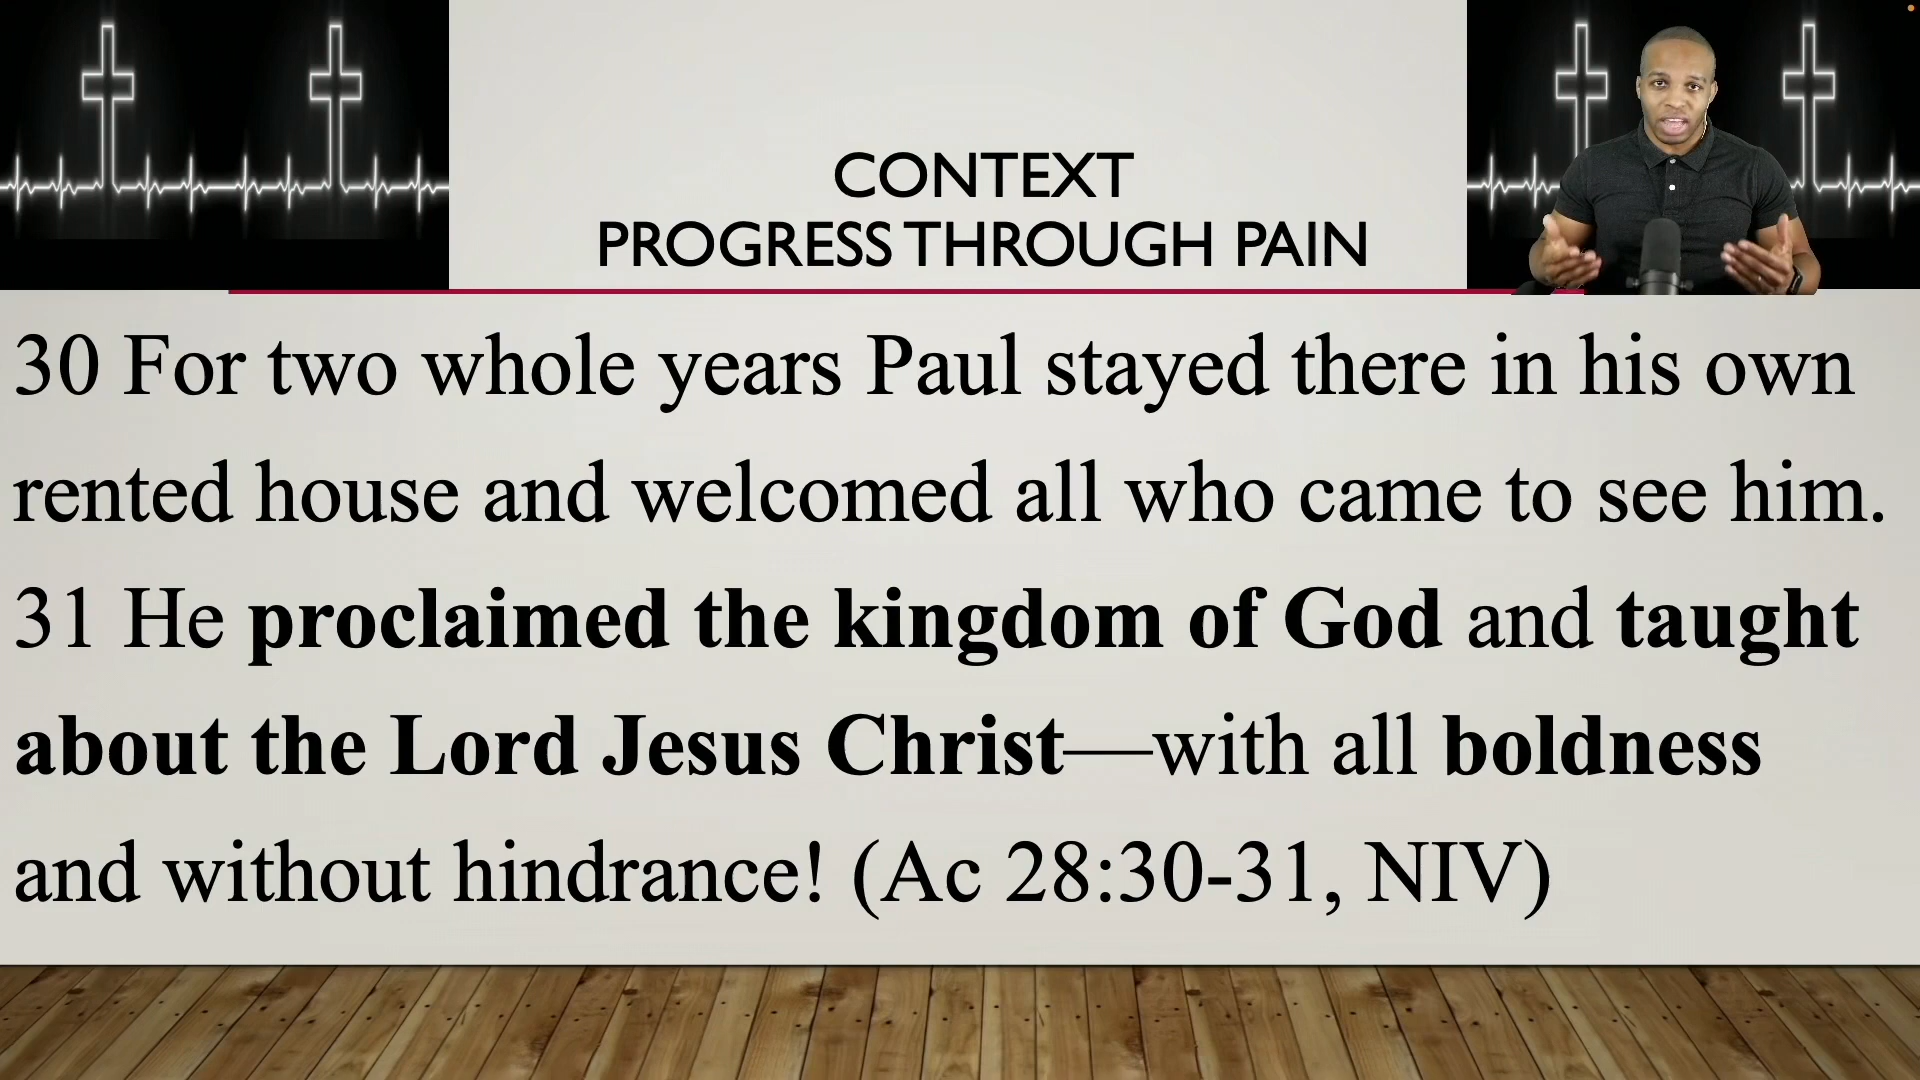 CONTEXT
PROGRESS THROUGH PAIN
30 For two whole years Paul stayed there in his own
rented house and welcomed all who came to see him.
31 He proclaimed the kingdom of God and taught
about the Lord Jesus Christ—with all boldness
and without hindrance! (Ac 28:30-31, NIV)